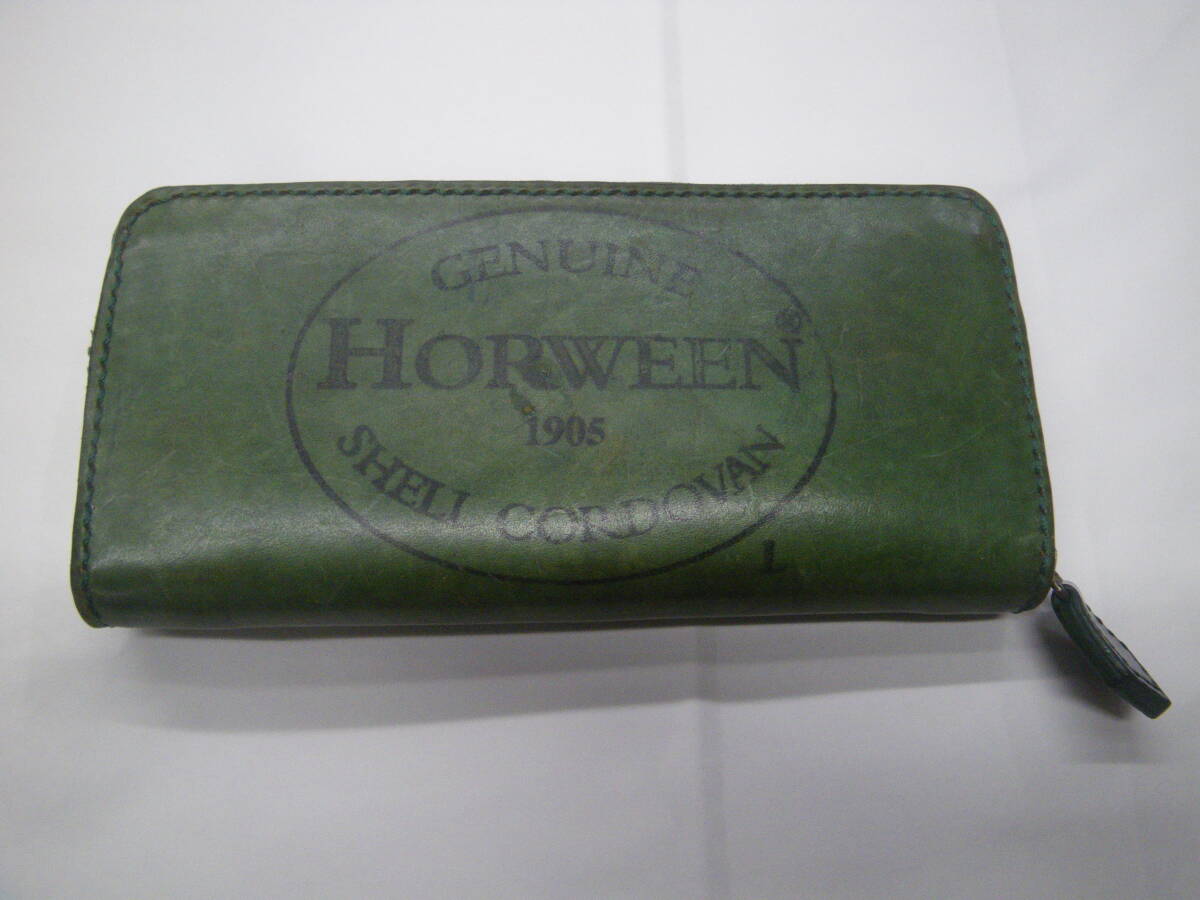 GENUINE
HORWEEN®
1905
SHELL CORDOVAN
L